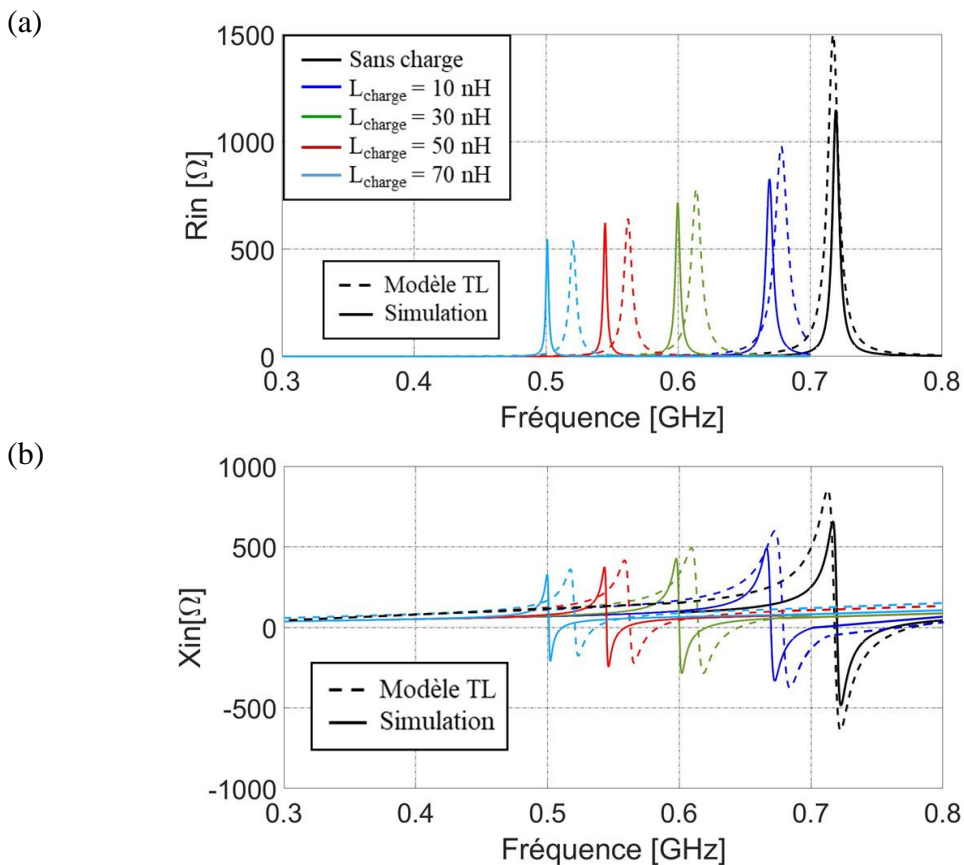 (a)
1500
1000
500
0
Rin [Ω]
Sans charge
Lcharge = 10 nH
Lcharge = 30 nH
Lcharge = 50 nH
Lcharge = 70 nH
Modèle TL
Simulation
0.3 0.4 0.5 0.6 0.7 0.8
Fréquence [GHz]
(b)
1000
500
0
-500
-1000
Xin[Ω]
Modèle TL
Simulation
0.3 0.4 0.5 0.6 0.7 0.8
Fréquence [GHz]